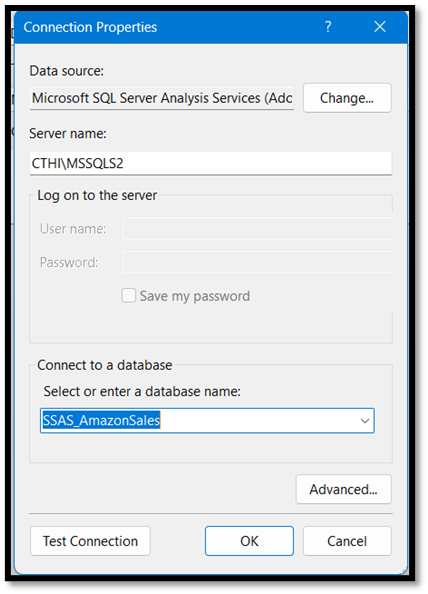 Connection Properties ?
Data source:
Microsoft SQL Server Analysis Services (Adc Change...
Server name:
CTHI\MSSQLS2
Log on to the server
User name:
Password:
Save my password
Connect to a database
Select or enter a database name:
SSAS_AmazonSales
Advanced...
Test Connection OK Cancel